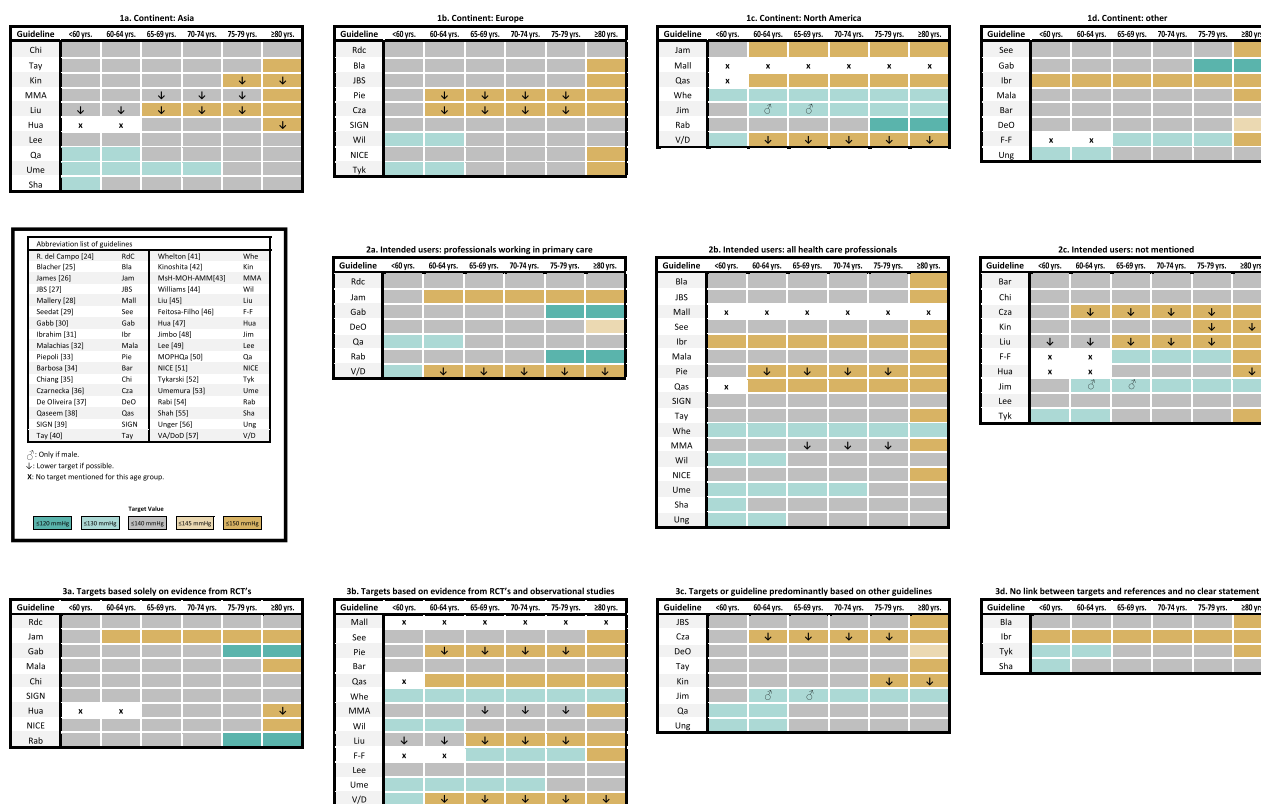 1a. Continent: Asia
Guideline <60 yrs. 60-64 yrs. 65-69 yrs. 70-74 yrs. 75-79 yrs. ≥80 yrs.
Chi
Tay
Kin ↓ ↓
MMA ↓ ↓ ↓
Liu ↓ ↓ ↓ ↓ ↓
Hua x x ↓
Lee
Qa
Ume
Sha
1b. Continent: Europe
Guideline <60 yrs. 60-64 yrs. 65-69 yrs. 70-74 yrs. 75-79 yrs. ≥80 yrs.
Rdc
Bla
JBS
Pie ↓ ↓ ↓ ↓
Cza ↓ ↓ ↓ ↓
SIGN
Wil
NICE
Tyk
1c. Continent: North America
Guideline <60 yrs. 60-64 yrs. 65-69 yrs. 70-74 yrs. 75-79 yrs. ≥80 yrs.
Jam
Mall x x x x x x
Qas x
Whe
Jim ♂ ♂
Rab
V/D ↓ ↓ ↓ ↓ ↓
1d. Continent: other
Guideline <60 yrs. 60-64 yrs. 65-69 yrs. 70-74 yrs. 75-79 yrs. ≥80 yrs
See
Gab
Ibr
Mala
Bar
DeO
F-F x x
Ung
Abbreviation list of guidelines
R. del Campo [24] RdC Whelton [41] Whe
Blacher [25] Bla Kinoshita [42] Kin
James [26] Jam MsH-MOH-AMM[43] MMA
JBS [27] JBS Williams [44] Wil
Mallery [28] Mall Liu [45] Liu
Seedat [29] See Feitosa-Filho [46] F-F
Gabb [30] Gab Hua [47] Hua
Ibrahim [31] Ibr Jimbo [48] Jim
Malachias [32] Mala Lee [49] Lee
Piepoli [33] Pie MOPHQa [50] Qa
Barbosa [34] Bar NICE [51] NICE
Chiang [35] Chi Tykarski [52] Tyk
Czarnecka [36] Cza Umemura [53] Ume
De Oliveira [37] DeO Rabi [54] Rab
Qaseem [38] Qas Shah [55] Sha
SIGN [39] SIGN Unger [56] Ung
Tay [40] Tay VA/DoD [57] V/D
♂: Only if male.
↓: Lower target if possible.
X: No target mentioned for this age group.
Target Value
≤120 mmHg ≤130 mmHg ≤140 mmHg ≤145 mmHg ≤150 mmHg
2a. Intended users: professionals working in primary care
Guideline <60 yrs. 60-64 yrs. 65-69 yrs. 70-74 yrs. 75-79 yrs. ≥80 yrs.
Rdc
Jam
Gab
DeO
Qa
Rab
V/D ↓ ↓ ↓ ↓ ↓
2b. Intended users: all health care professionals
Guideline <60 yrs. 60-64 yrs. 65-69 yrs. 70-74 yrs. 75-79 yrs. ≥80 yrs.
Bla
JBS
Mall x x x x x x
See
Ibr
Mala
Pie ↓ ↓ ↓ ↓
Qas x
SIGN
Tay
Whe
MMA ↓ ↓ ↓
Wil
NICE
Ume
Sha
Ung
2c. Intended users: not mentioned
Guideline <60 yrs. 60-64 yrs. 65-69 yrs. 70-74 yrs. 75-79 yrs. ≥80 yrs
Bar
Chi
Cza ↓ ↓ ↓ ↓
Kin ↓ ↓
Liu ↓ ↓ ↓ ↓ ↓
F-F x x
Hua x x ↓
Jim ♂ ♂
Lee
Tyk
3a. Targets based solely on evidence from RCT's
Guideline <60 yrs. 60-64 yrs. 65-69 yrs. 70-74 yrs. 75-79 yrs. ≥80 yrs.
Rdc
Jam
Gab
Mala
Chi
SIGN
Hua x x ↓
NICE
Rab
3b. Targets based on evidence from RCT's and observational studies
Guideline <60 yrs. 60-64 yrs. 65-69 yrs. 70-74 yrs. 75-79 yrs. ≥80 yrs.
Mall x x x x x x
See
Pie ↓ ↓ ↓ ↓
Bar
Qas x
Whe
MMA ↓ ↓ ↓
Wil
Liu ↓ ↓ ↓ ↓ ↓
F-F x x
Lee
Ume
V/D ↓ ↓ ↓ ↓ ↓
3c. Targets or guideline predominantly based on other guidelines
Guideline <60 yrs. 60-64 yrs. 65-69 yrs. 70-74 yrs. 75-79 yrs. ≥80 yrs.
JBS
Cza ↓ ↓ ↓ ↓
DeO
Tay
Kin ↓ ↓
Jim ♂ ♂
Qa
Ung
3d. No link between targets and references and no clear statement
Guideline <60 yrs. 60-64 yrs. 65-69 yrs. 70-74 yrs. 75-79 yrs. ≥80 yrs
Bla
Ibr
Tyk
Sha